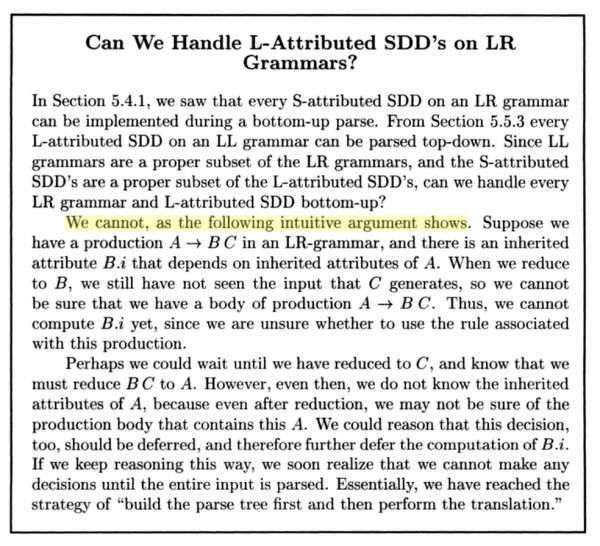 Can We Handle L-Attributed SDD's on LR
Grammars?
In Section 5.4.1, we saw that every S-attributed SDD on an LR grammar
can be implemented during a bottom-up parse. From Section 5.5.3 every
L-attributed SDD on an LL grammar can be parsed top-down. Since LL
grammars are a proper subset of the LR grammars, and the S-attributed
SDD's are a proper subset of the L-attributed SDD's, can we handle every
LR grammar and L-attributed SDD bottom-up?
We cannot, as the following intuitive argument shows. Suppose we
have a production A → B C in an LR-grammar, and there is an inherited
attribute B.i that depends on inherited attributes of A. When we reduce
to B, we still have not seen the input that C generates, so we cannot
be sure that we have a body of production A → B C. Thus, we cannot
compute B.i yet, since we are unsure whether to use the rule associated
with this production.
Perhaps we could wait until we have reduced to C, and know that we
must reduce B C to A. However, even then, we do not know the inherited
attributes of A, because even after reduction, we may not be sure of the
production body that contains this A. We could reason that this decision,
too, should be deferred, and therefore further defer the computation of B.i.
If we keep reasoning this way, we soon realize that we cannot make any
decisions until the entire input is parsed. Essentially, we have reached the
strategy of “build the parse tree first and then perform the translation.”